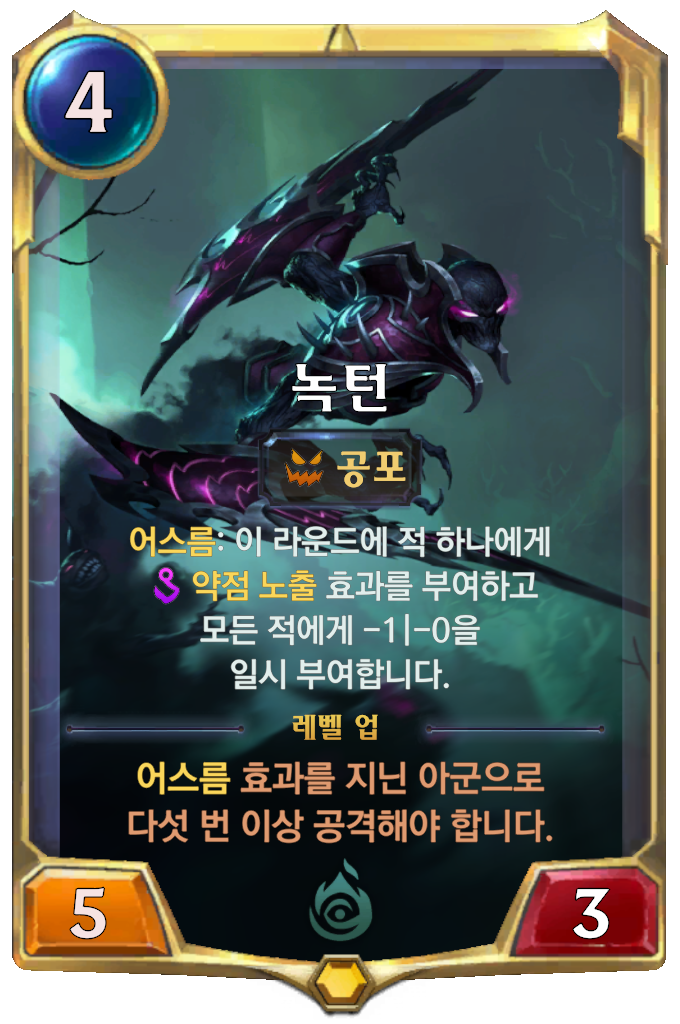 4
녹턴
공포
어스름: 이 라운드에 적 하나에게
약점 노출 효과를 부여하고
모든 적에게 -1|-0을
일시 부여합니다.
레벨 업
어스름 효과를 지닌 아군으로
다섯 번 이상 공격해야 합니다.
5
3